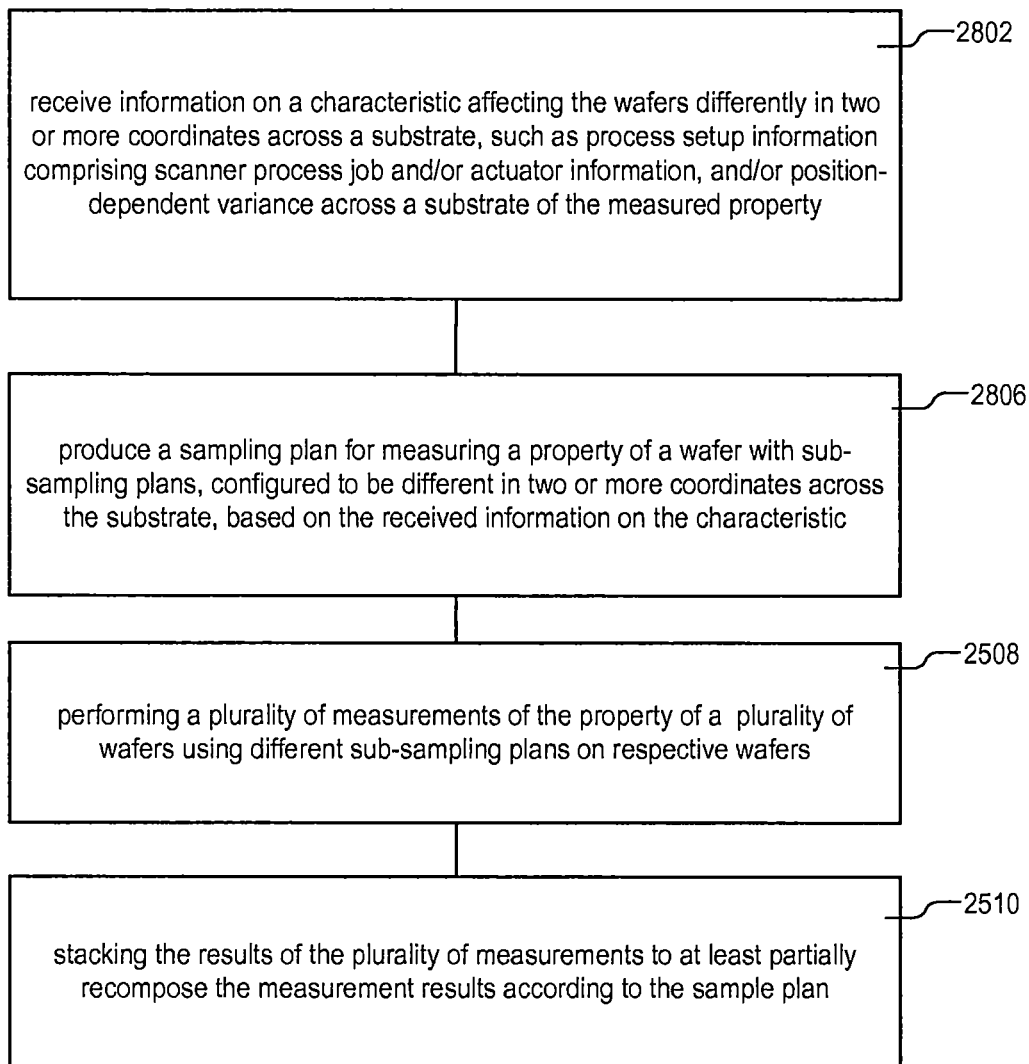 2802
receive information on a characteristic affecting the wafers differently in two
or more coordinates across a substrate, such as process setup information
comprising scanner process job and/or actuator information, and/or position-
dependent variance across a substrate of the measured property
2806
produce a sampling plan for measuring a property of a wafer with sub-
sampling plans, configured to be different in two or more coordinates across
the substrate, based on the received information on the characteristic
2508
performing a plurality of measurements of the property of a plurality of
wafers using different sub-sampling plans on respective wafers
2510
stacking the results of the plurality of measurements to at least partially
recompose the measurement results according to the sample plan